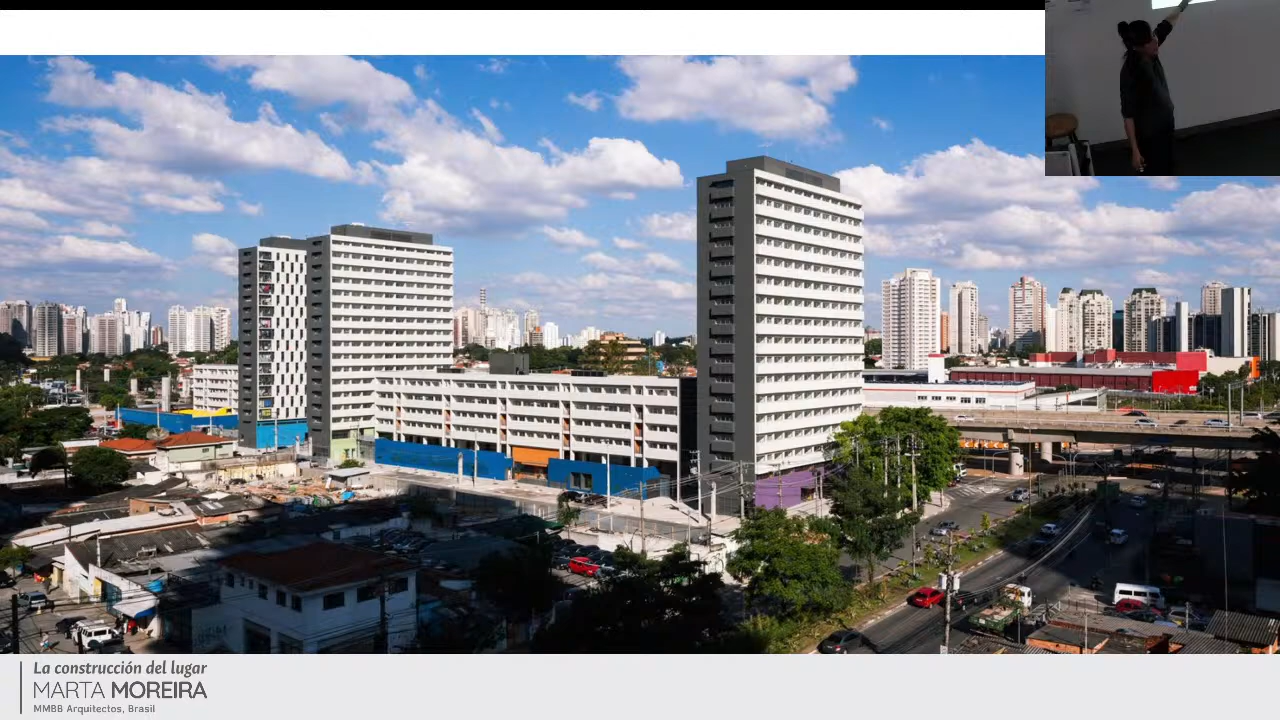 La construcción del lugar
MARTA MOREIRA
MMBB Arquitectos, Brasil